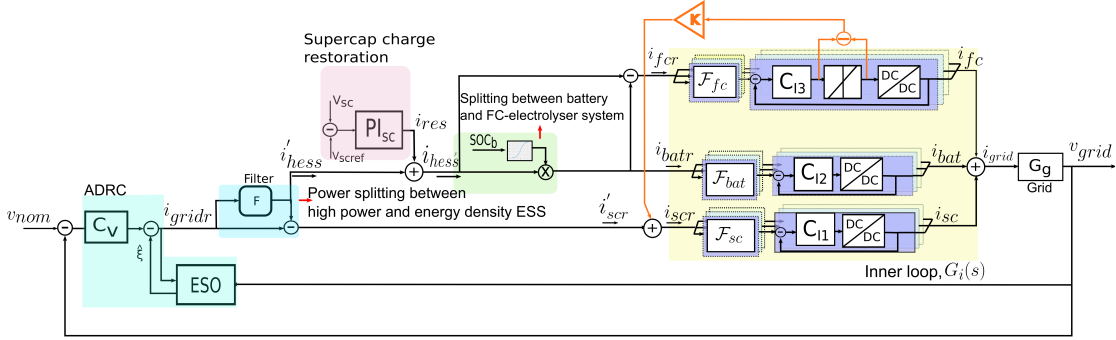 K
Supercap charge
restoration
V_SC
V_scref
PI_sc
i_res
i'_hess
i_hess
Splitting between battery
and FC-electrolyser system
SOC_b
X
i_fcr
F_fc
C_I3
DC
DC
i_fc
i_batr
F_bat
C_I2
DC
DC
i_bat
i_grid
G_g
Grid
v_grid
ADRC
v_nom
C_v
ξ̂
i_gridr
Filter
F
Power splitting between
high power and energy density ESS
i'_scr
i_scr
F_sc
C_I1
DC
DC
i_sc
Inner loop, G_i(s)
ESO